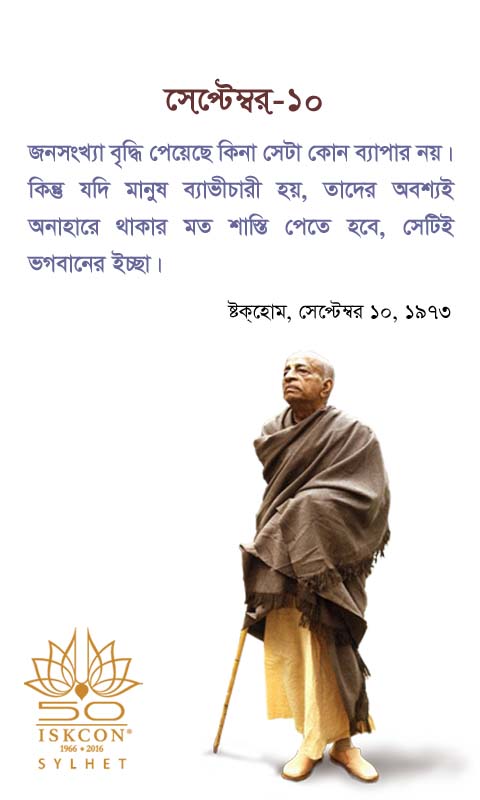 সেপ্টেম্বর্-১০
জনসংখ্যা বৃদ্ধি পেয়েছে কিনা সেটা কোন ব্যাপার নয়।
কিন্তু যদি মানুষ ব্যাভীচারী হয়, তাদের অবশ্যই
অনাহারে থাকার মত শাস্তি পেতে হবে, সেটিই
ভগবানের ইচ্ছা।
ষ্টক্হোম, সেপ্টেম্বর ১০, ১৯৭৩
50
ISKCON®
1966 • 2016
SYLHET